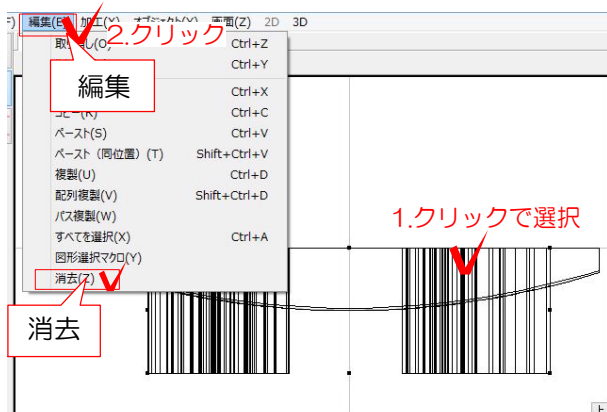 編集(E) 加工(X) オブジェクト(Y) 画面(Z) 2D 3D
2.クリック
Ctrl+Z
Ctrl+Y
編集
Ctrl+X
コピー(R) Ctrl+C
ペースト(S) Ctrl+V
ペースト（同位置）(T) Shift+Ctrl+V
複製(U) Ctrl+D
配列複製(V) Shift+Ctrl+D
パス複製(W)
すべてを選択(X) Ctrl+A
図形選択マクロ(Y)
消去(Z)
1.クリックで選択
消去
上